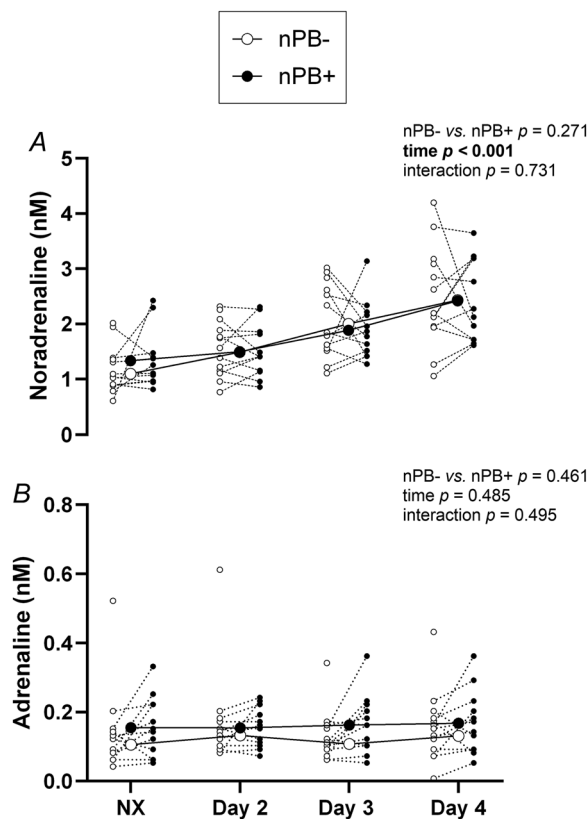 nPB-
nPB+
A
nPB- vs. nPB+ p = 0.271
time p < 0.001
interaction p = 0.731
Noradrenaline (nM)
5
4
3
2
1
0
B
nPB- vs. nPB+ p = 0.461
time p = 0.485
interaction p = 0.495
Adrenaline (nM)
0.8
0.6
0.4
0.2
0.0
NX Day 2 Day 3 Day 4